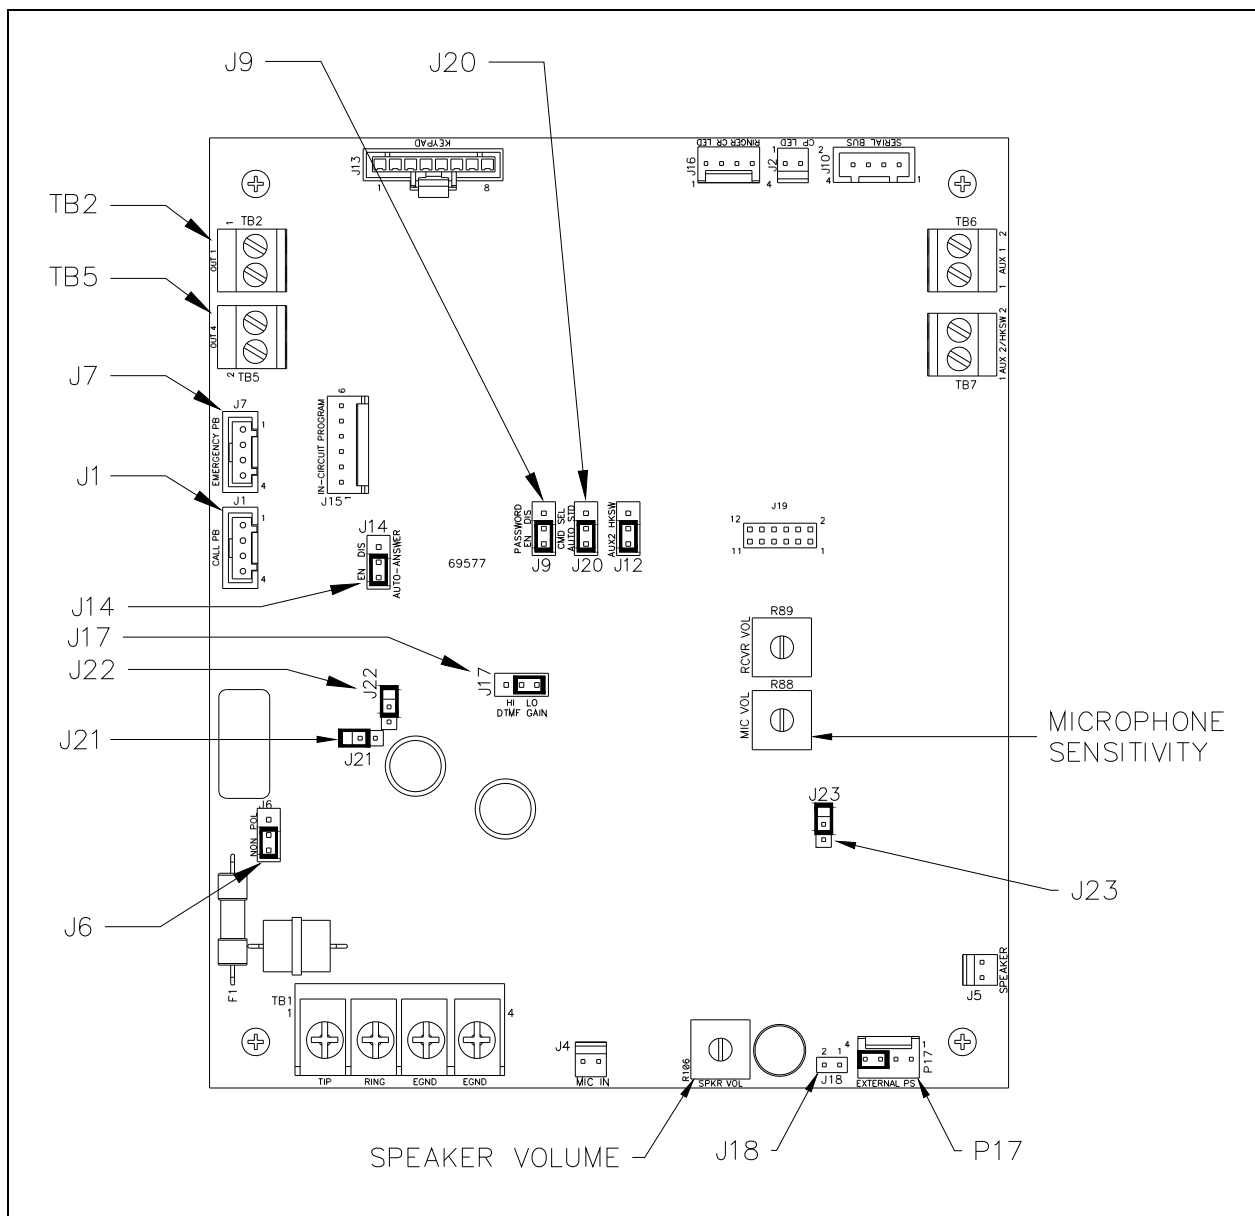 J9
J20
KEYPAD
J13
1
8
RINGER CR LED
J16
1
4
CP LED
1
J2
SERIAL BUS
2
J10
4
1
TB2
1
TB2
OUT 1
TB6
2
AUX 1
1
TB5
OUT 4
2
TB5
AUX 2/HKSW 2
1
TB7
J7
J7
EMERGENCY PB
1
4
6
IN-CIRCUIT PROGRAM
J15
1
J1
J1
CALL PB
1
4
PASSWORD
EN DIS
J9
CMD SEL
AUTO STD
J20
AUX2 HKSW
J12
J19
12
2
11
1
J14
EN DIS
AUTO-ANSWER
69577
J14
J17
J22
J17
HI LO
DTMF GAIN
J22
R89
RCVR VOL
R88
MIC VOL
MICROPHONE
SENSITIVITY
J21
J21
J6
NON POL
J23
J23
J6
F1
TB1
1
4
TIP
RING
EGND
EGND
J4
MIC IN
R106
SPKR VOL
2 1
J18
4
1
P17
EXTERNAL PS
J5
SPEAKER
SPEAKER VOLUME
J18
P17